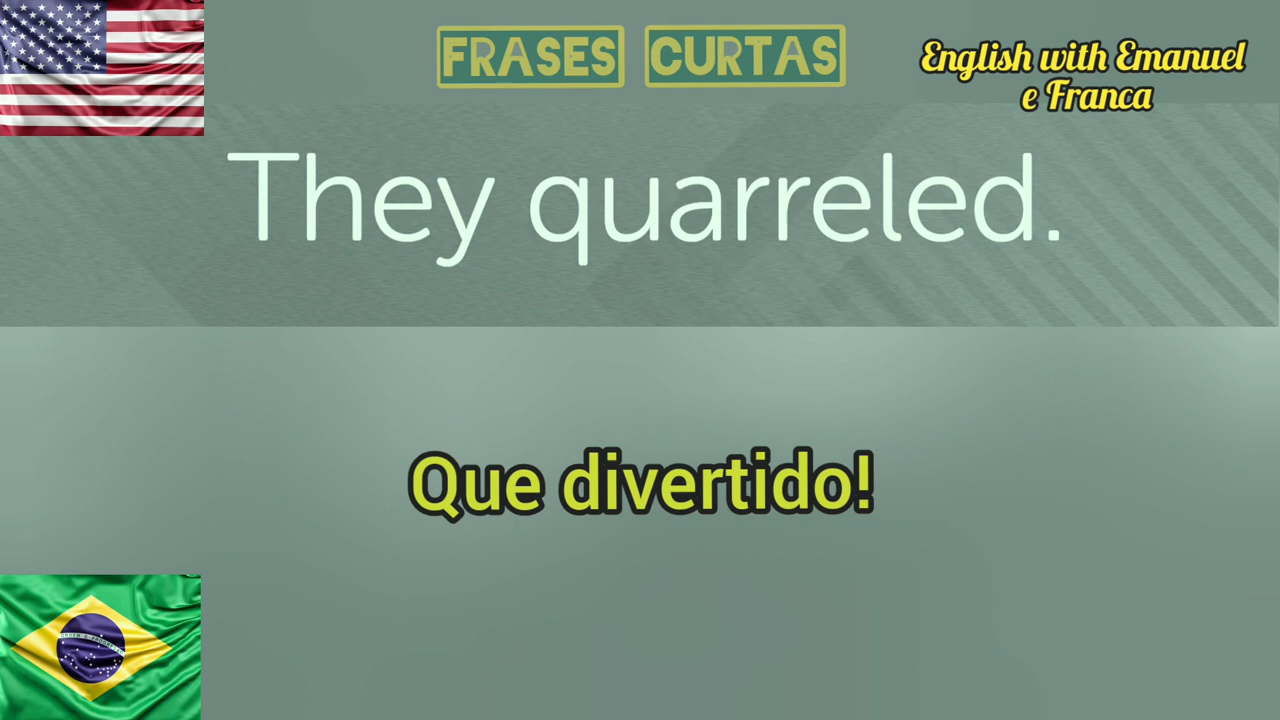 FRASES CURTAS
English with Emanuel
e Franca
They quarreled.
Que divertido!